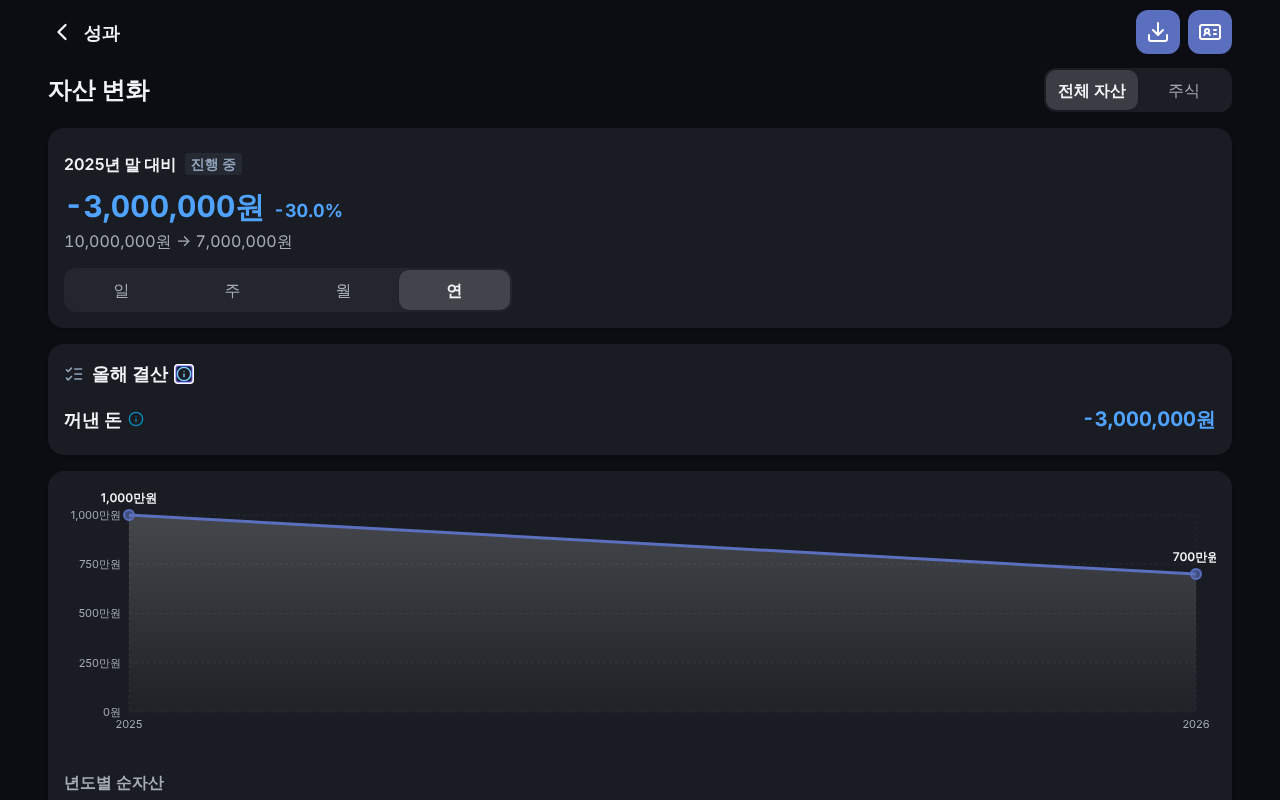 성과
자산 변화
전체 자산 주식
2025년 말 대비 진행 중
-3,000,000원 -30.0%
10,000,000원 → 7,000,000원
일 주 월 연
올해 결산
꺼낸 돈 -3,000,000원
1,000만원
1,000만원
700만원
750만원
500만원
250만원
0원
2025 2026
년도별 순자산